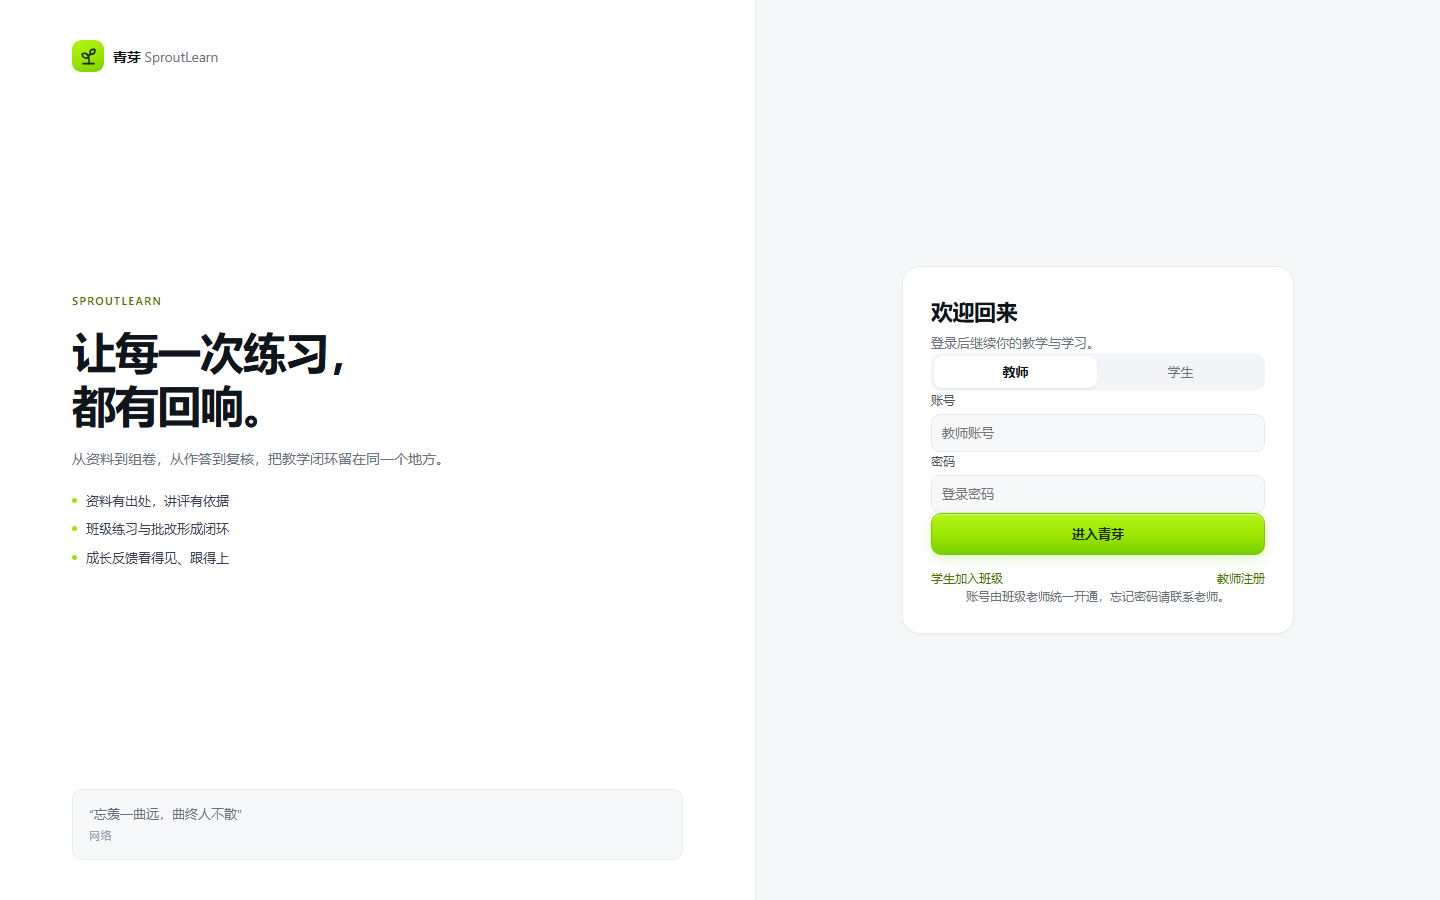 青芽 SproutLearn
SPROUTLEARN
让每一次练习，
都有回响。
从资料到组卷，从作答到复核，把教学闭环留在同一个地方。
资料有出处，讲评有依据
班级练习与批改形成闭环
成长反馈看得见、跟得上
“忘羡一曲远，曲终人不散”
网络
欢迎回来
登录后继续你的教学与学习。
教师 学生
账号
教师账号
密码
登录密码
进入青芽
学生加入班级 教师注册
账号由班级老师统一开通，忘记密码请联系老师。